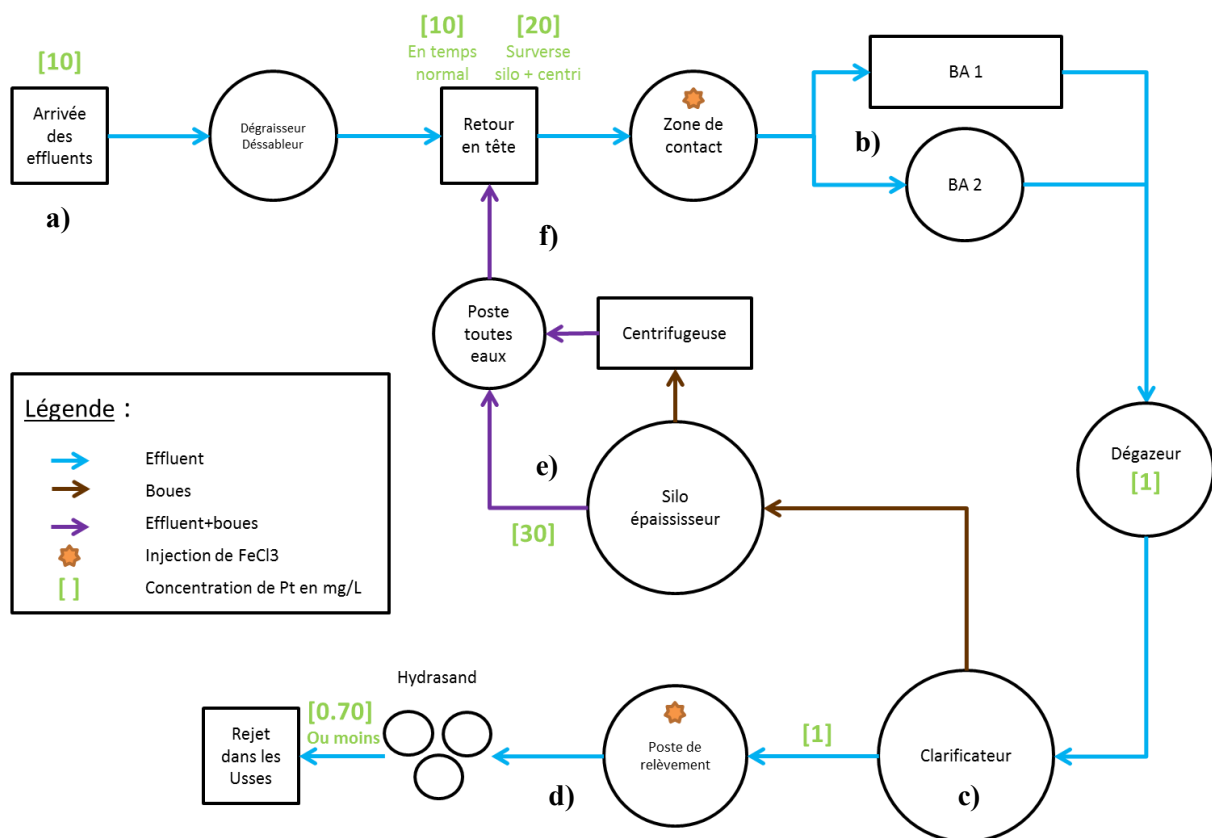 [10]
Arrivée
des
effluents
a)
Dégraisseur
Déssableur
[10]
En temps
normal
[20]
Surverse
silo + centri
Retour
en tête
Zone de
contact
b)
BA 1
BA 2
f)
Poste
toutes
eaux
Centrifugeuse
Légende :
Effluent
Boues
Effluent+boues
Injection de FeCl3
[ ]
Concentration de Pt en mg/L
e)
[30]
Silo
épaississeur
Dégazeur
[1]
Hydrasand
[0.70]
Ou moins
Rejet
dans les
Usses
d)
Poste de
relèvement
[1]
Clarificateur
c)